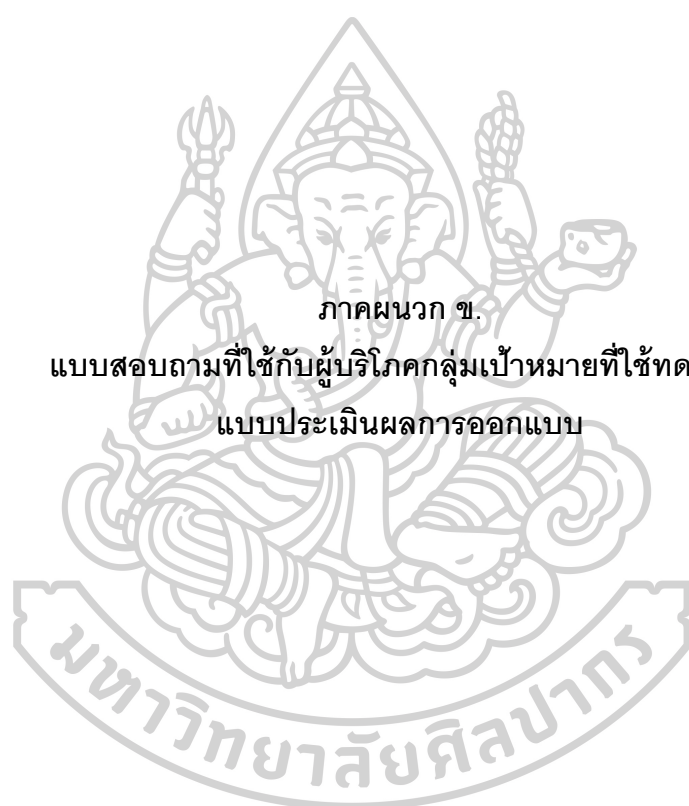 ภาคผนวก ข.
แบบสอบถามที่ใช้กับผู้บริโภคกลุ่มเป้าหมายที่ใช้ทด
แบบประเมินผลการออกแบบ
มหาวิทยาลัยศิลปากร